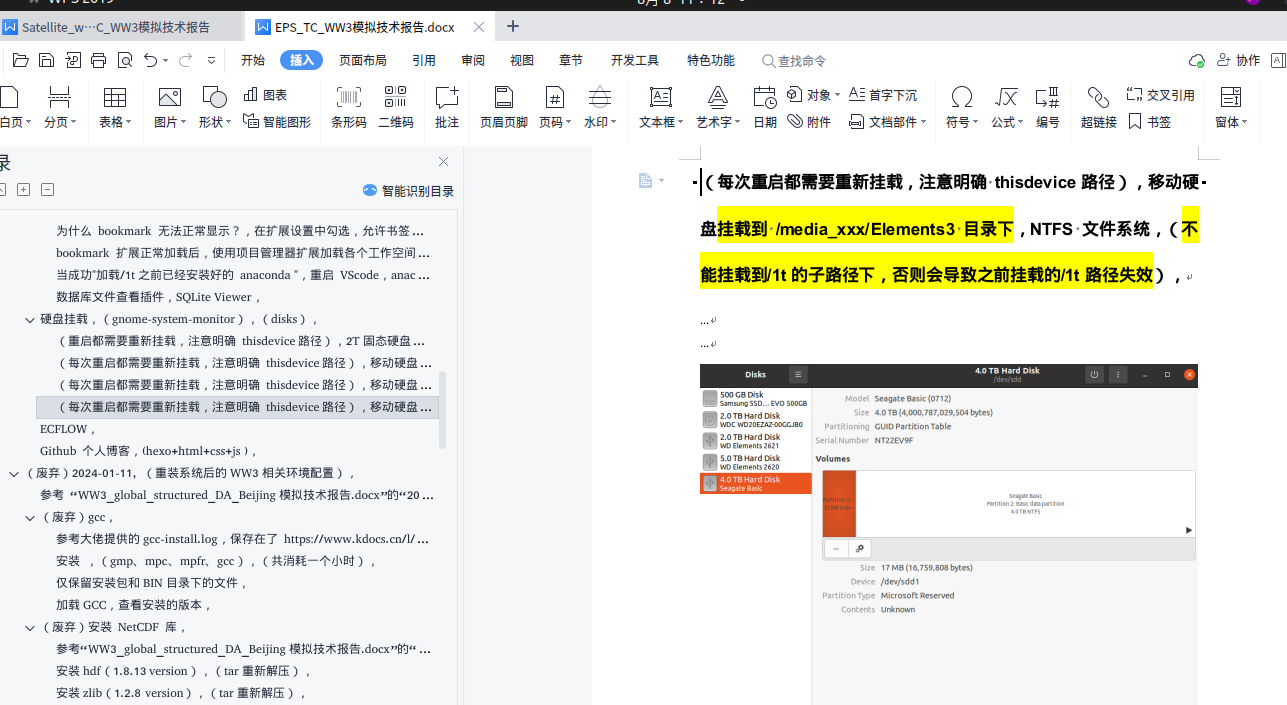 WPS 2019
8月 8 11：12
Satellite_w···C_WW3模拟技术报告
EPS_TC_WW3模拟技术报告.docx
开始 插入 页面布局 引用 审阅 视图 章节 开发工具 特色功能 查找命令
协作
白页 分页 表格 图片 形状 图表 智能图形 条形码 二维码 批注 页眉页脚 页码 水印 文本框 艺术字 日期 对象 附件 首字下沉 文档部件 符号 公式 编号 超链接 交叉引用 书签 窗体
录
智能识别目录
为什么 bookmark 无法正常显示？，在扩展设置中勾选，允许书签…
bookmark 扩展正常加载后，使用项目管理器扩展加载各个工作空间…
当成功"加载/1t 之前已经安装好的 anaconda "，重启 VScode，anac…
数据库文件查看插件，SQLite Viewer，
硬盘挂载，（gnome-system-monitor），（disks），
（重启都需要重新挂载，注意明确 thisdevice 路径），2T 固态硬盘…
（每次重启都需要重新挂载，注意明确 thisdevice 路径），移动硬盘…
（每次重启都需要重新挂载，注意明确 thisdevice 路径），移动硬盘…
（每次重启都需要重新挂载，注意明确 thisdevice 路径），移动硬盘…
ECFLOW，
Github 个人博客，(hexo+html+css+js)，
（废弃）2024-01-11，（重装系统后的 WW3 相关环境配置），
参考 “WW3_global_structured_DA_Beijing 模拟技术报告.docx”的“20…
（废弃）gcc，
参考大佬提供的 gcc-install.log，保存在了 https://www.kdocs.cn/l/…
安装 ，（gmp、mpc、mpfr、gcc），（共消耗一个小时），
仅保留安装包和 BIN 目录下的文件，
加载 GCC，查看安装的版本，
（废弃）安装 NetCDF 库，
参考“WW3_global_structured_DA_Beijing 模拟技术报告.docx”的“…
安装 hdf（1.8.13 version），（tar 重新解压），
安装 zlib（1.2.8 version），（tar 重新解压），
（每次重启都需要重新挂载，注意明确 thisdevice 路径），移动硬
盘挂载到 /media_xxx/Elements3 目录下，NTFS 文件系统，（不
能挂载到/1t 的子路径下，否则会导致之前挂载的/1t 路径失效），
...
...
Disks
4.0 TB Hard Disk
/dev/sdd
500 GB Disk
Samsung SSD… EVO 500GB
2.0 TB Hard Disk
WDC WD20EZAZ-00GGJB0
2.0 TB Hard Disk
WD Elements 2621
5.0 TB Hard Disk
WD Elements 2620
4.0 TB Hard Disk
Seagate Basic
Model Seagate Basic (0712)
Size 4.0 TB (4,000,787,029,504 bytes)
Partitioning GUID Partition Table
Serial Number NT22EV9F
Volumes
Seagate Basic
Partition 2: Basic data partition
4.0 TB NTFS
Size 17 MB (16,759,808 bytes)
Device /dev/sdd1
Partition Type Microsoft Reserved
Contents Unknown